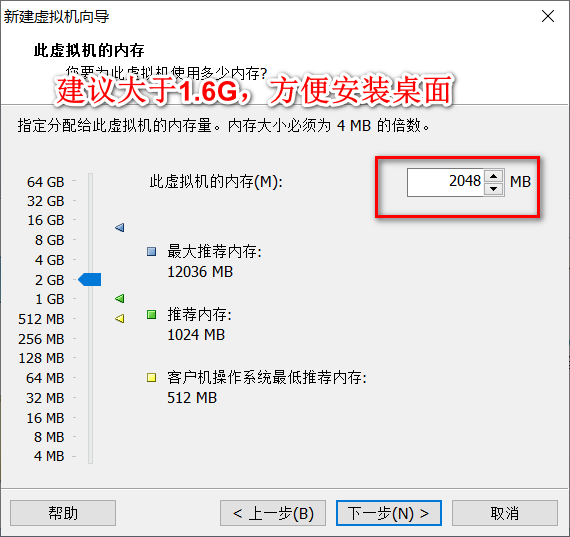 新建虚拟机向导
此虚拟机的内存
你要为此虚拟机使用多少内存?
建议大于1.6G，方便安装桌面
指定分配给此虚拟机的内存量。内存大小必须为 4 MB 的倍数。
此虚拟机的内存(M):
2048 MB
64 GB
32 GB
16 GB
8 GB
4 GB
2 GB
1 GB
512 MB
256 MB
128 MB
64 MB
32 MB
16 MB
8 MB
4 MB
最大推荐内存:
12036 MB
推荐内存:
1024 MB
客户机操作系统最低推荐内存:
512 MB
帮助
< 上一步(B)
下一步(N) >
取消